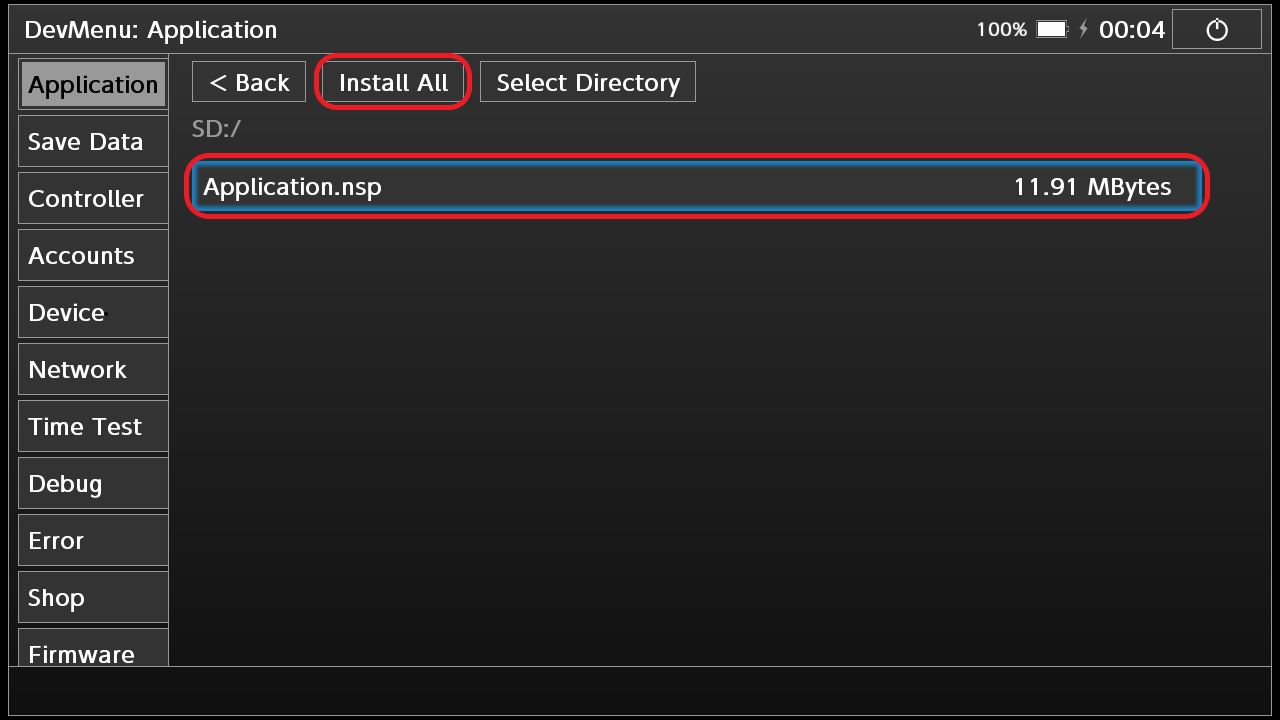 DevMenu: Application
100% 00:04
Application
Save Data
Controller
Accounts
Device
Network
Time Test
Debug
Error
Shop
Firmware
< Back Install All Select Directory
SD:/
Application.nsp 11.91 MBytes